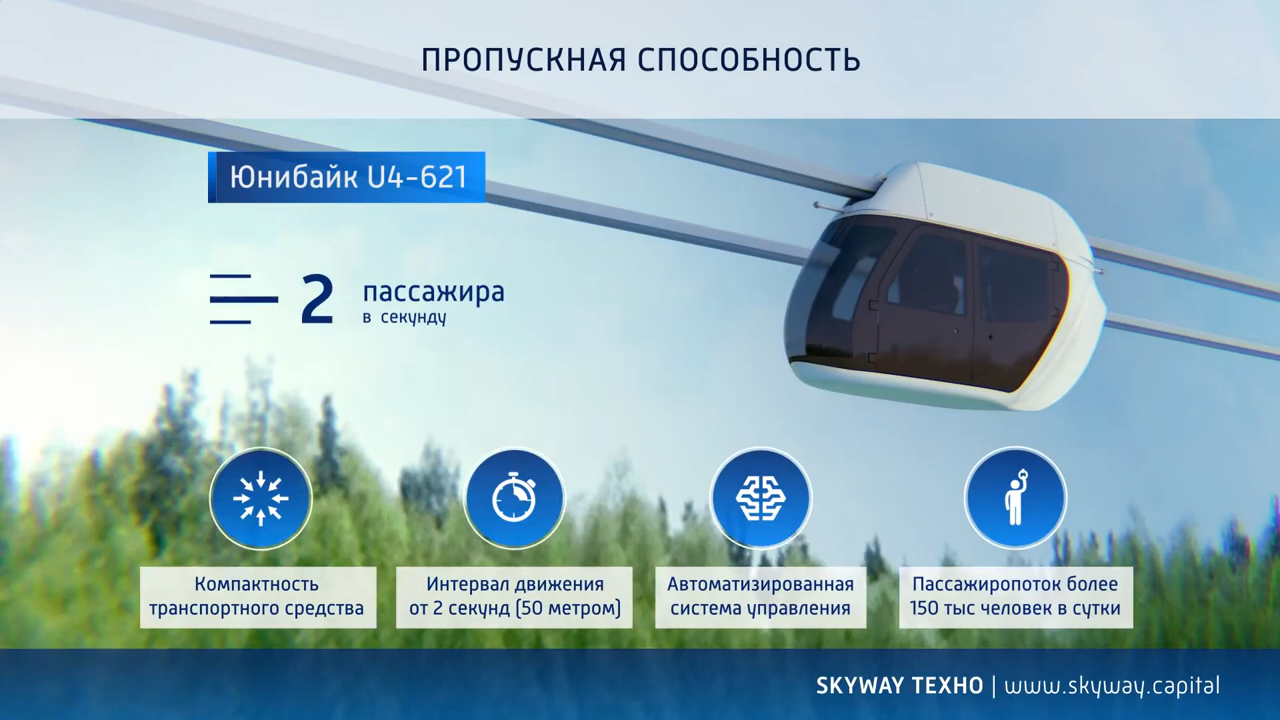 ПРОПУСКНАЯ СПОСОБНОСТЬ
Юнибайк U4-621
2 пассажира
в секунду
Компактность
транспортного средства
Интервал движения
от 2 секунд (50 метром)
Автоматизированная
система управления
Пассажиропоток более
150 тыс человек в сутки
SKYWAY ТЕХНО | www.skyway.capital